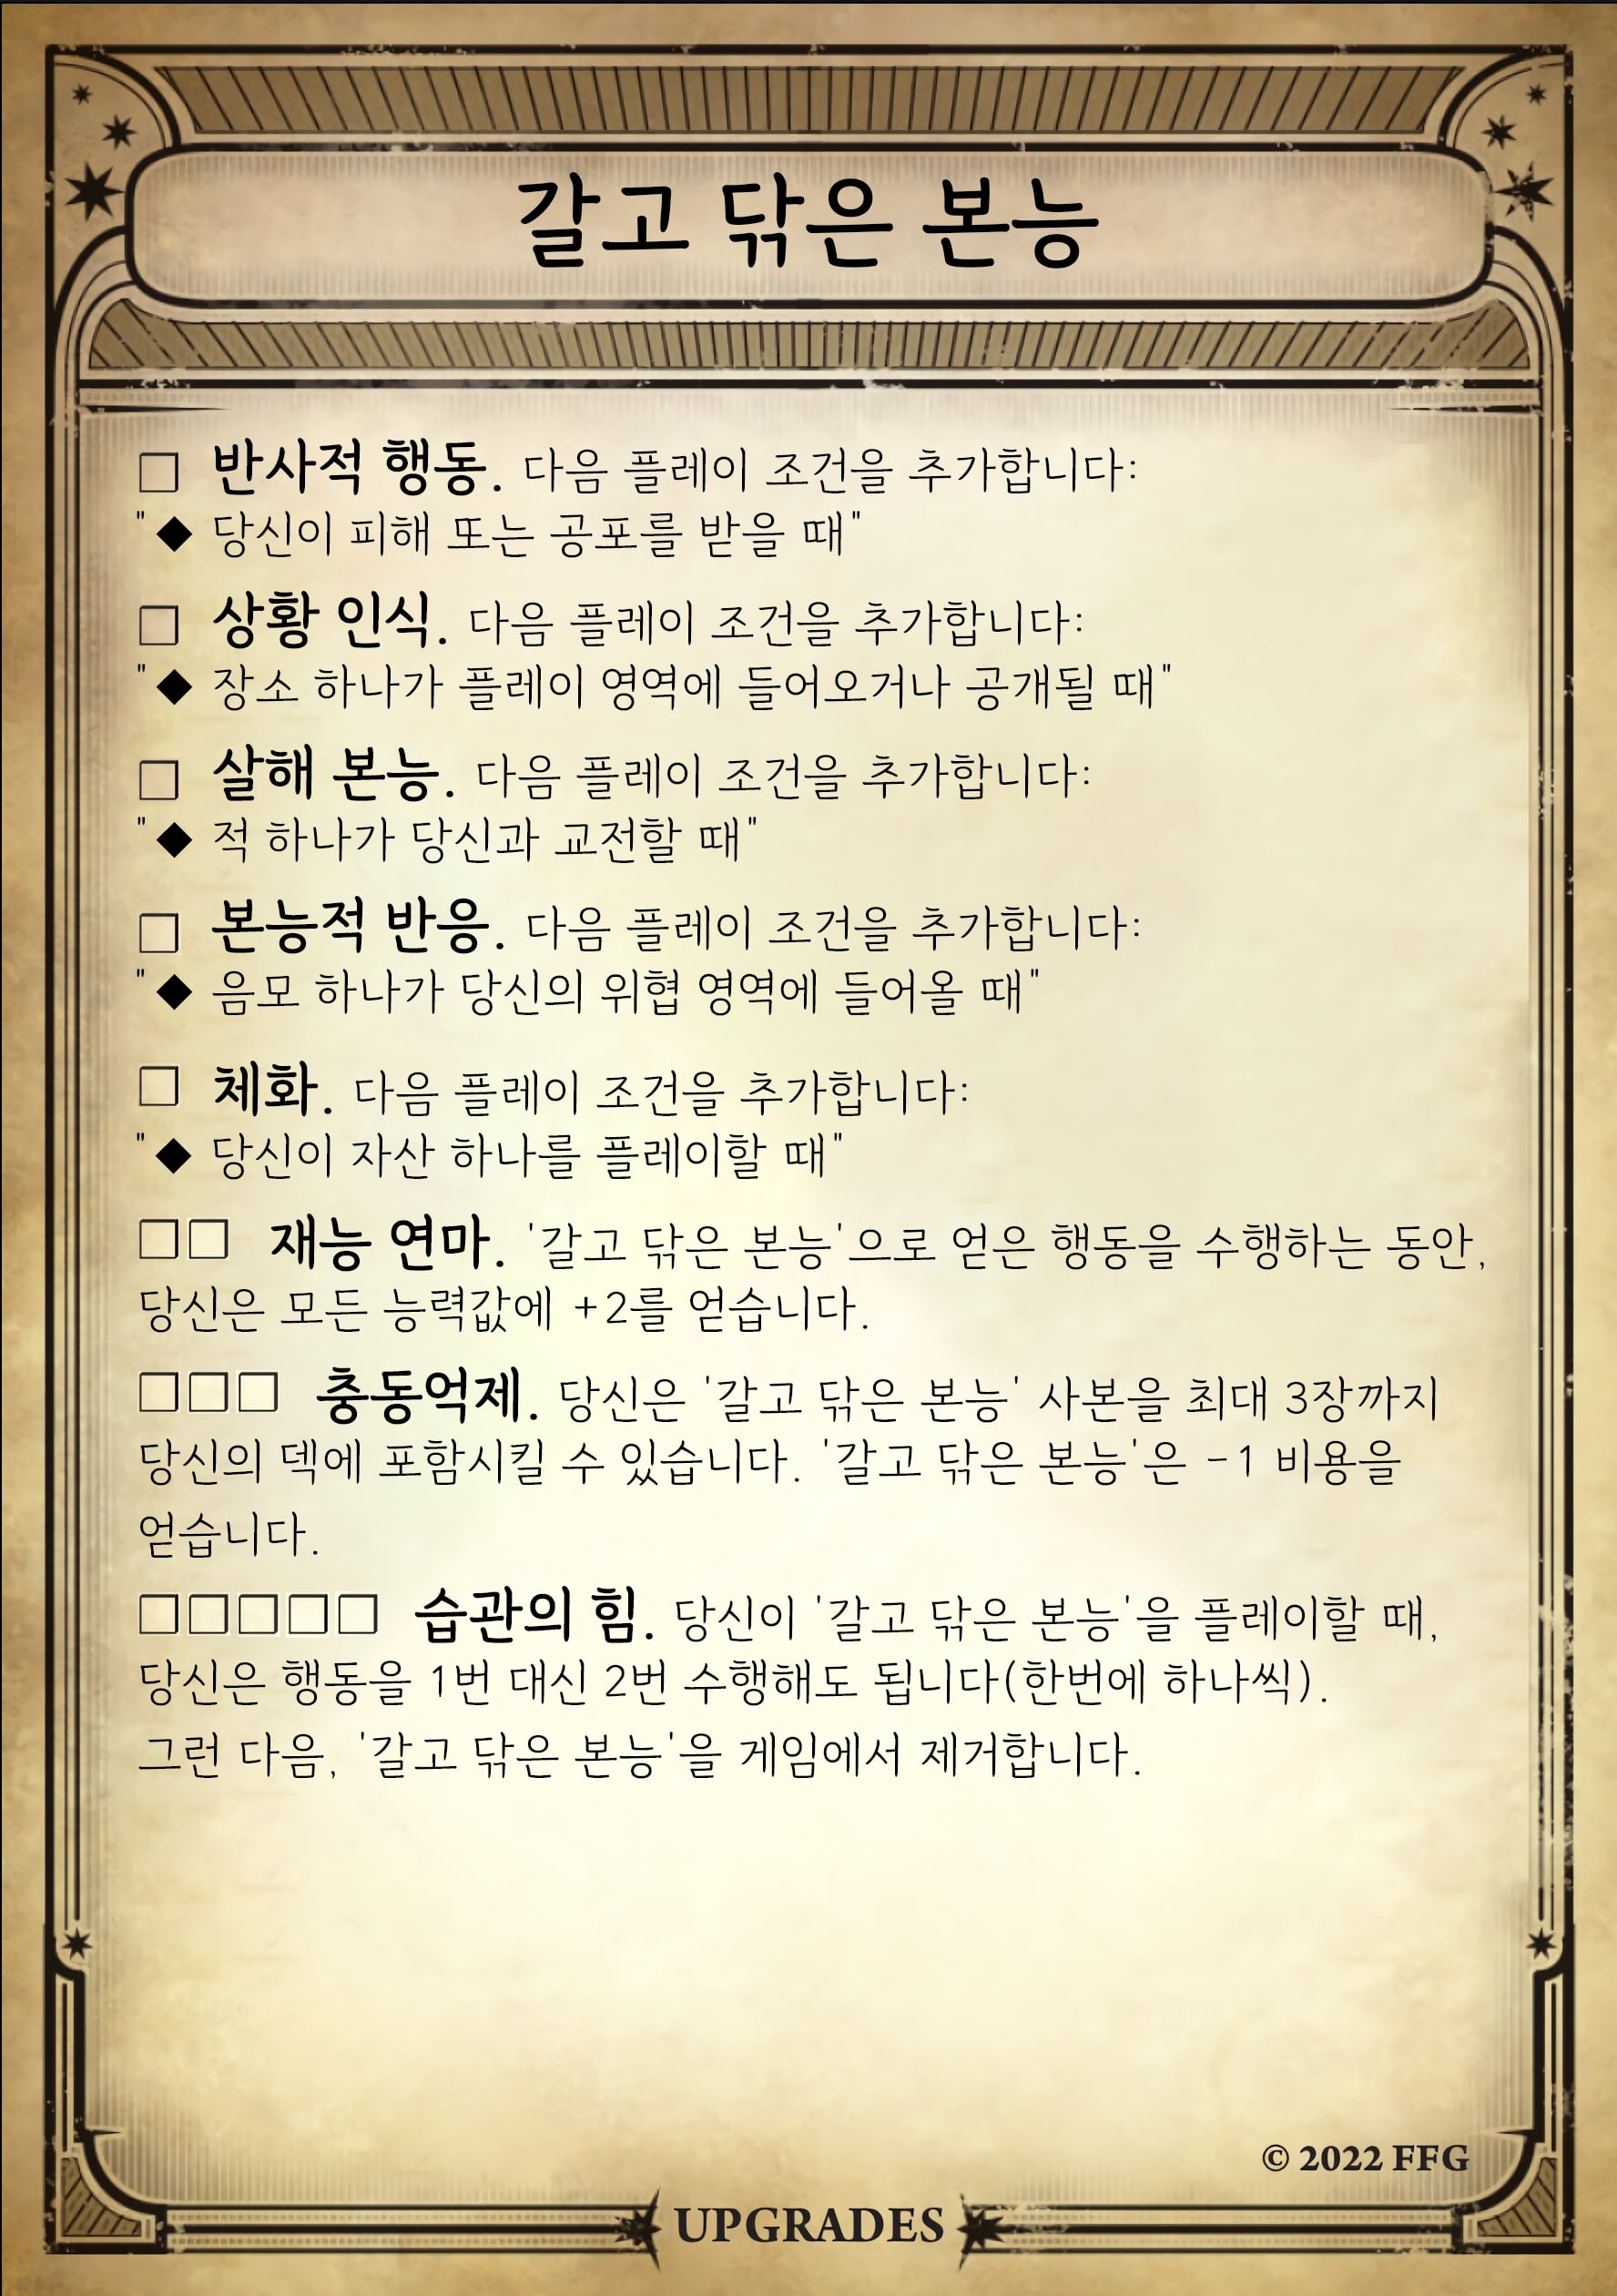 갈고 닦은 본능
□ 반사적 행동. 다음 플레이 조건을 추가합니다:
"◆ 당신이 피해 또는 공포를 받을 때"
□ 상황 인식. 다음 플레이 조건을 추가합니다:
"◆ 장소 하나가 플레이 영역에 들어오거나 공개될 때"
□ 살해 본능. 다음 플레이 조건을 추가합니다:
"◆ 적 하나가 당신과 교전할 때"
□ 본능적 반응. 다음 플레이 조건을 추가합니다:
"◆ 음모 하나가 당신의 위협 영역에 들어올 때"
□ 체화. 다음 플레이 조건을 추가합니다:
"◆ 당신이 자산 하나를 플레이할 때"
□□ 재능 연마. '갈고 닦은 본능'으로 얻은 행동을 수행하는 동안,
당신은 모든 능력값에 +2를 얻습니다.
□□□ 충동억제. 당신은 '갈고 닦은 본능' 사본을 최대 3장까지
당신의 덱에 포함시킬 수 있습니다. '갈고 닦은 본능'은 -1 비용을
얻습니다.
□□□□□ 습관의 힘. 당신이 '갈고 닦은 본능'을 플레이할 때,
당신은 행동을 1번 대신 2번 수행해도 됩니다(한번에 하나씩).
그런 다음, '갈고 닦은 본능'을 게임에서 제거합니다.
© 2022 FFG
UPGRADES